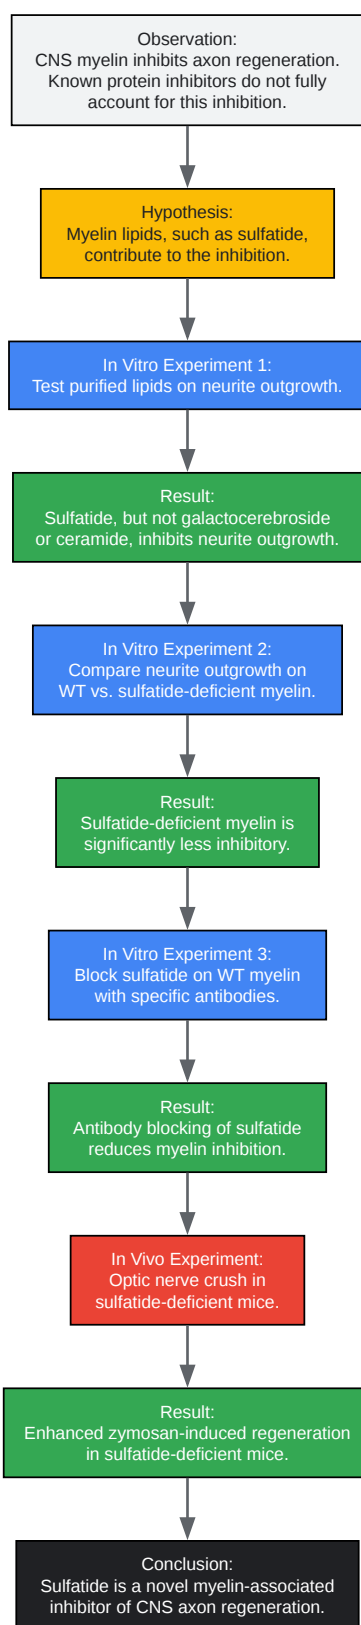 Observation:
CNS myelin inhibits axon regeneration.
Known protein inhibitors do not fully
account for this inhibition.
Hypothesis:
Myelin lipids, such as sulfatide,
contribute to the inhibition.
In Vitro Experiment 1:
Test purified lipids on neurite outgrowth.
Result:
Sulfatide, but not galactocerebroside
or ceramide, inhibits neurite outgrowth.
In Vitro Experiment 2:
Compare neurite outgrowth on
WT vs. sulfatide-deficient myelin.
Result:
Sulfatide-deficient myelin is
significantly less inhibitory.
In Vitro Experiment 3:
Block sulfatide on WT myelin
with specific antibodies.
Result:
Antibody blocking of sulfatide
reduces myelin inhibition.
In Vivo Experiment:
Optic nerve crush in
sulfatide-deficient mice.
Result:
Enhanced zymosan-induced regeneration
in sulfatide-deficient mice.
Conclusion:
Sulfatide is a novel myelin-associated
inhibitor of CNS axon regeneration.